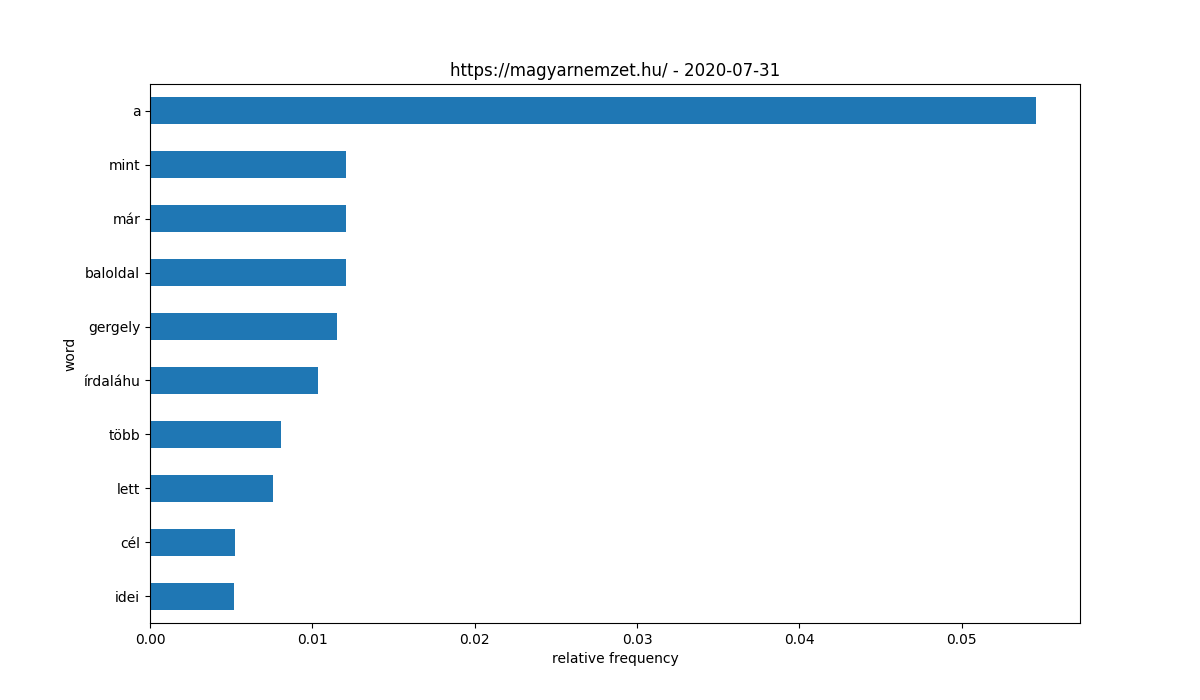 https://magyarnemzet.hu/ - 2020-07-31
a
mint
már
baloldal
gergely
írdaláhu
több
lett
cél
idei
word
0.00 0.01 0.02 0.03 0.04 0.05
relative frequency